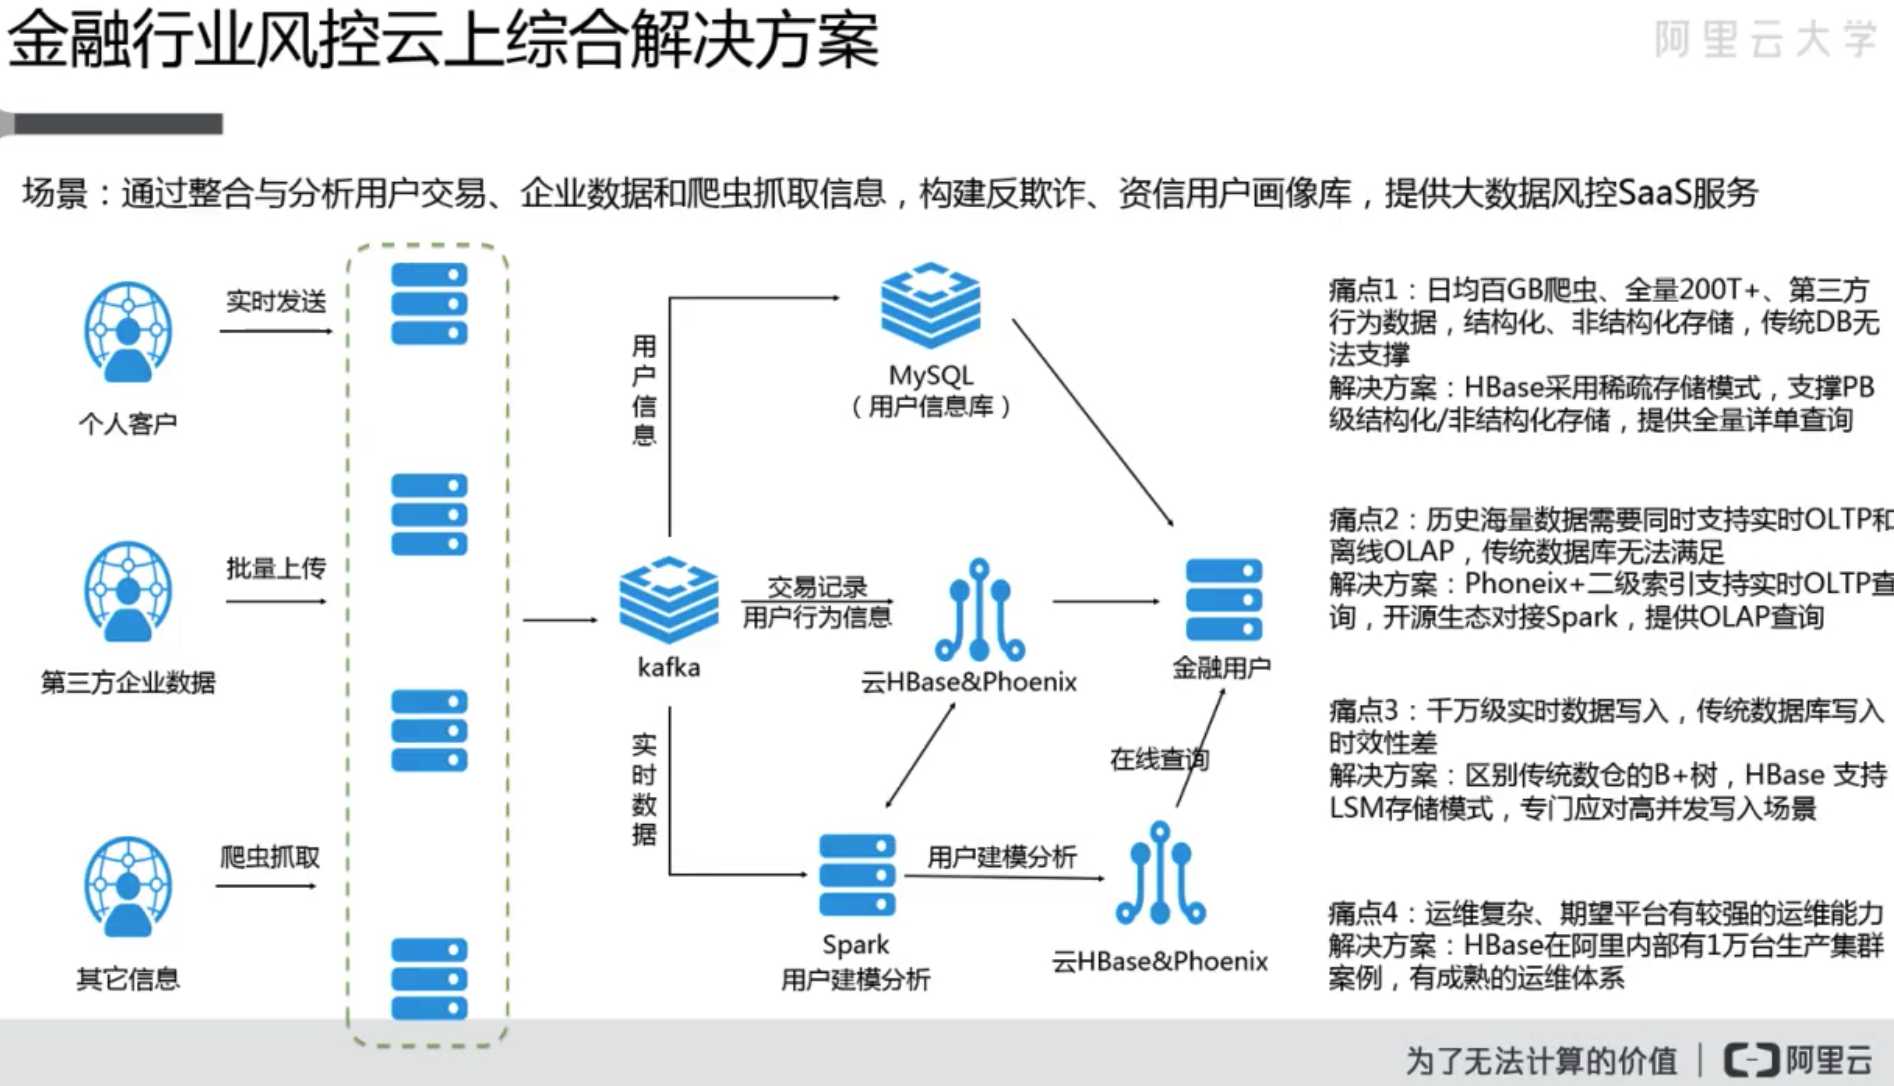 金融行业风控云上综合解决方案
阿里云大学
场景：通过整合与分析用户交易、企业数据和爬虫抓取信息，构建反欺诈、资信用户画像库，提供大数据风控SaaS服务
实时发送
个人客户
批量上传
第三方企业数据
爬虫抓取
其它信息
kafka
用户信息
MySQL
（用户信息库）
交易记录
用户行为信息
云HBase&Phoenix
金融用户
实时数据
Spark
用户建模分析
用户建模分析
云HBase&Phoenix
在线查询
痛点1：日均百GB爬虫、全量200T+、第三方
行为数据，结构化、非结构化存储，传统DB无
法支撑
解决方案：HBase采用稀疏存储模式，支撑PB
级结构化/非结构化存储，提供全量详单查询
痛点2：历史海量数据需要同时支持实时OLTP和
离线OLAP，传统数据库无法满足
解决方案：Phoneix+二级索引支持实时OLTP查
询，开源生态对接Spark，提供OLAP查询
痛点3：千万级实时数据写入，传统数据库写入
时效性差
解决方案：区别传统数仓的B+树，HBase 支持
LSM存储模式，专门应对高并发写入场景
痛点4：运维复杂、期望平台有较强的运维能力
解决方案：HBase在阿里内部有1万台生产集群
案例，有成熟的运维体系
为了无法计算的价值 | 阿里云